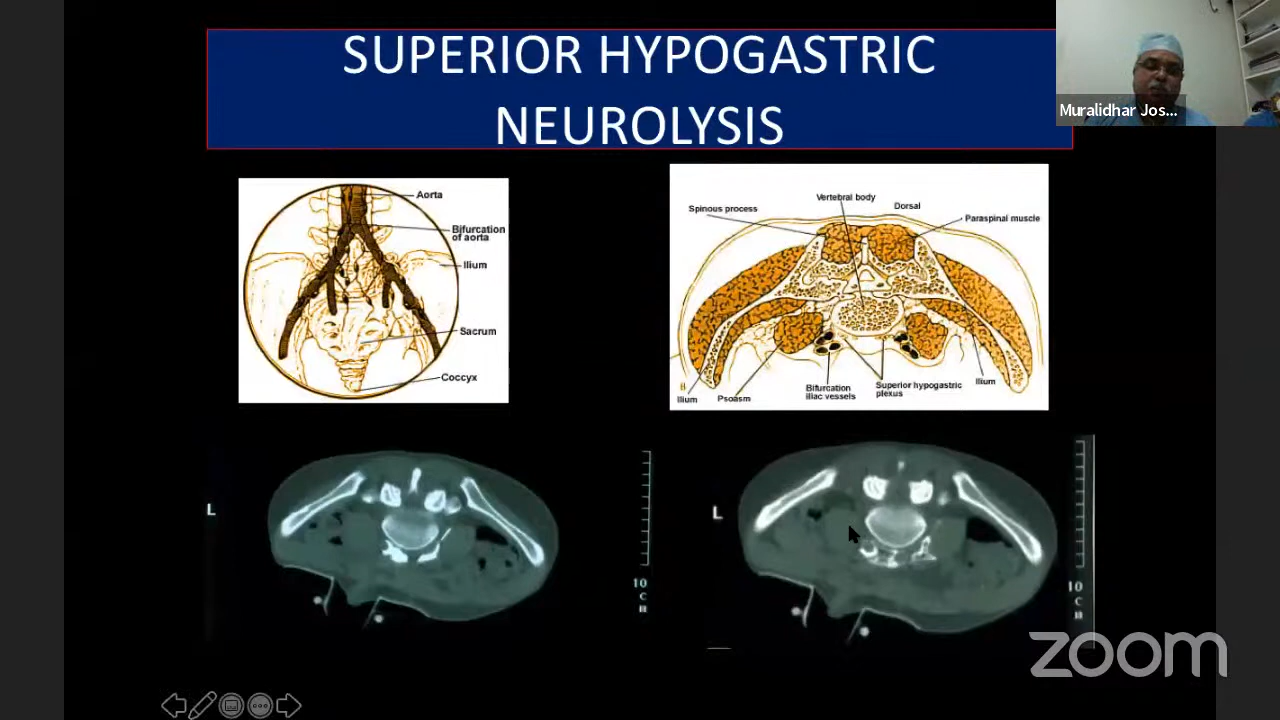 SUPERIOR HYPOGASTRIC
NEUROLYSIS
Muralidhar Jos...
Aorta
Bifurcation
of aorta
Ilium
Sacrum
Coccyx
Vertebral body
Dorsal
Spinous process
Paraspinal muscle
B
Ilium
Psoasm
Bifurcation
iliac vessels
Superior hypogastric
plexus
Ilium
L
10
C
M
L
10
C
M
zoom